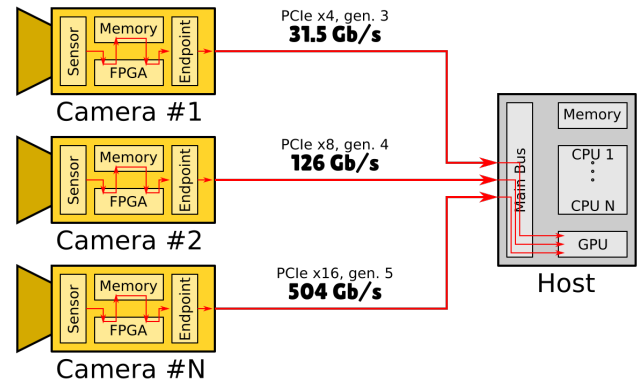 PCIe x4, gen. 3
31.5 Gb/s
Sensor
Memory
FPGA
Endpoint
Camera #1
PCIe x8, gen. 4
126 Gb/s
Sensor
Memory
FPGA
Endpoint
Camera #2
PCIe x16, gen. 5
504 Gb/s
Sensor
Memory
FPGA
Endpoint
Camera #N
Main Bus
Memory
CPU 1
CPU N
GPU
Host